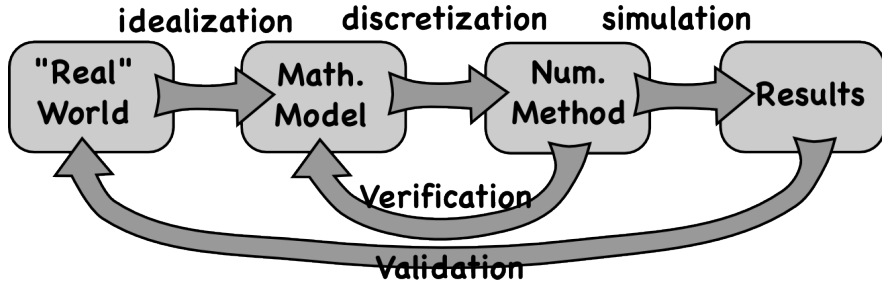 idealization discretization simulation
"Real" World
Math. Model
Num. Method
Results
Verification
Validation